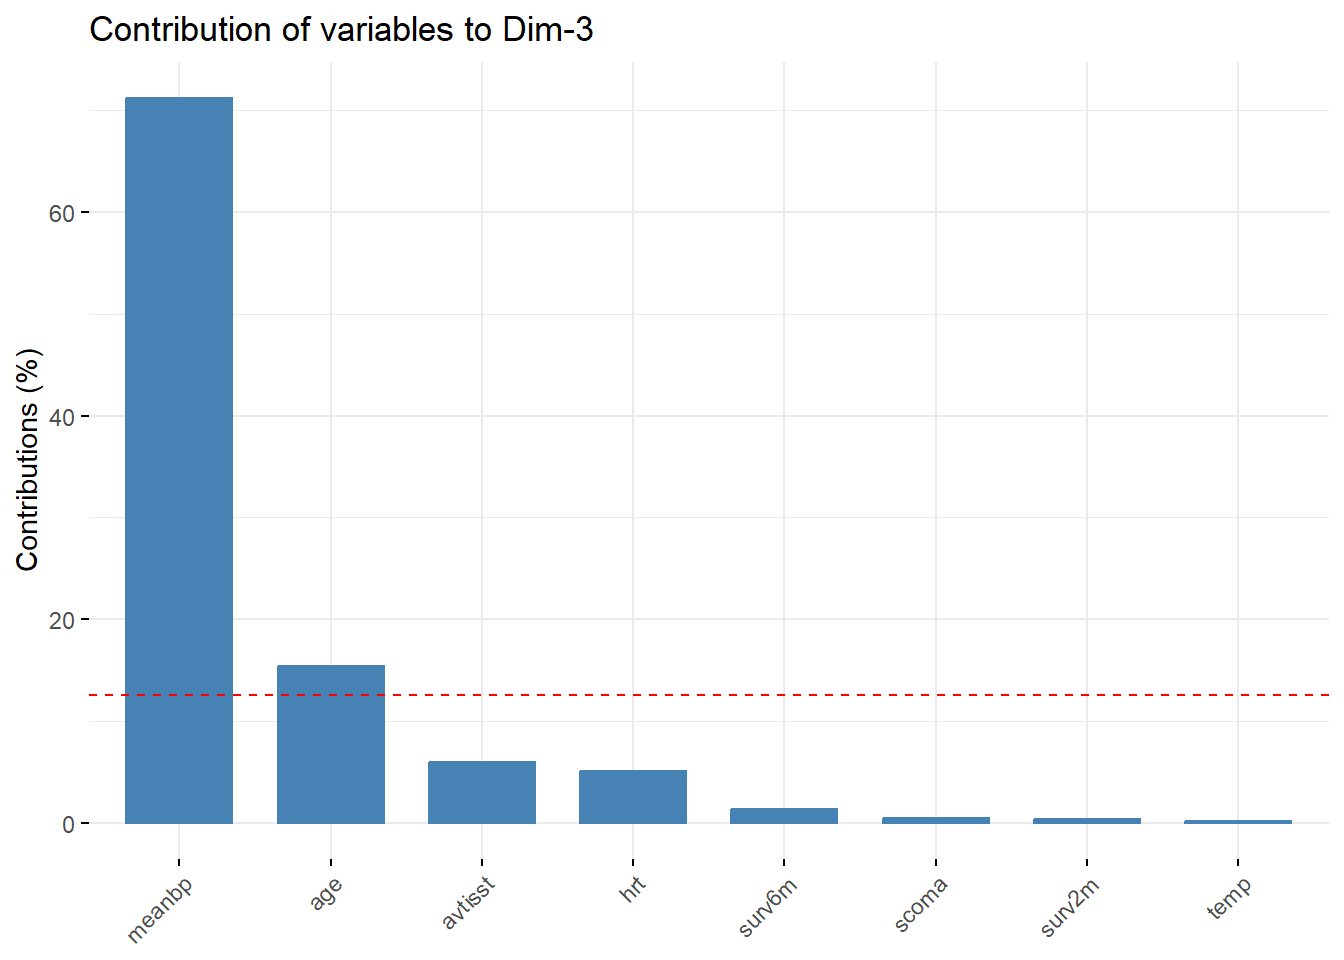 Contribution of variables to Dim-3
Contributions (%)
60
40
20
0
meanbp
age
avtisst
hrt
surv6m
scoma
surv2m
temp